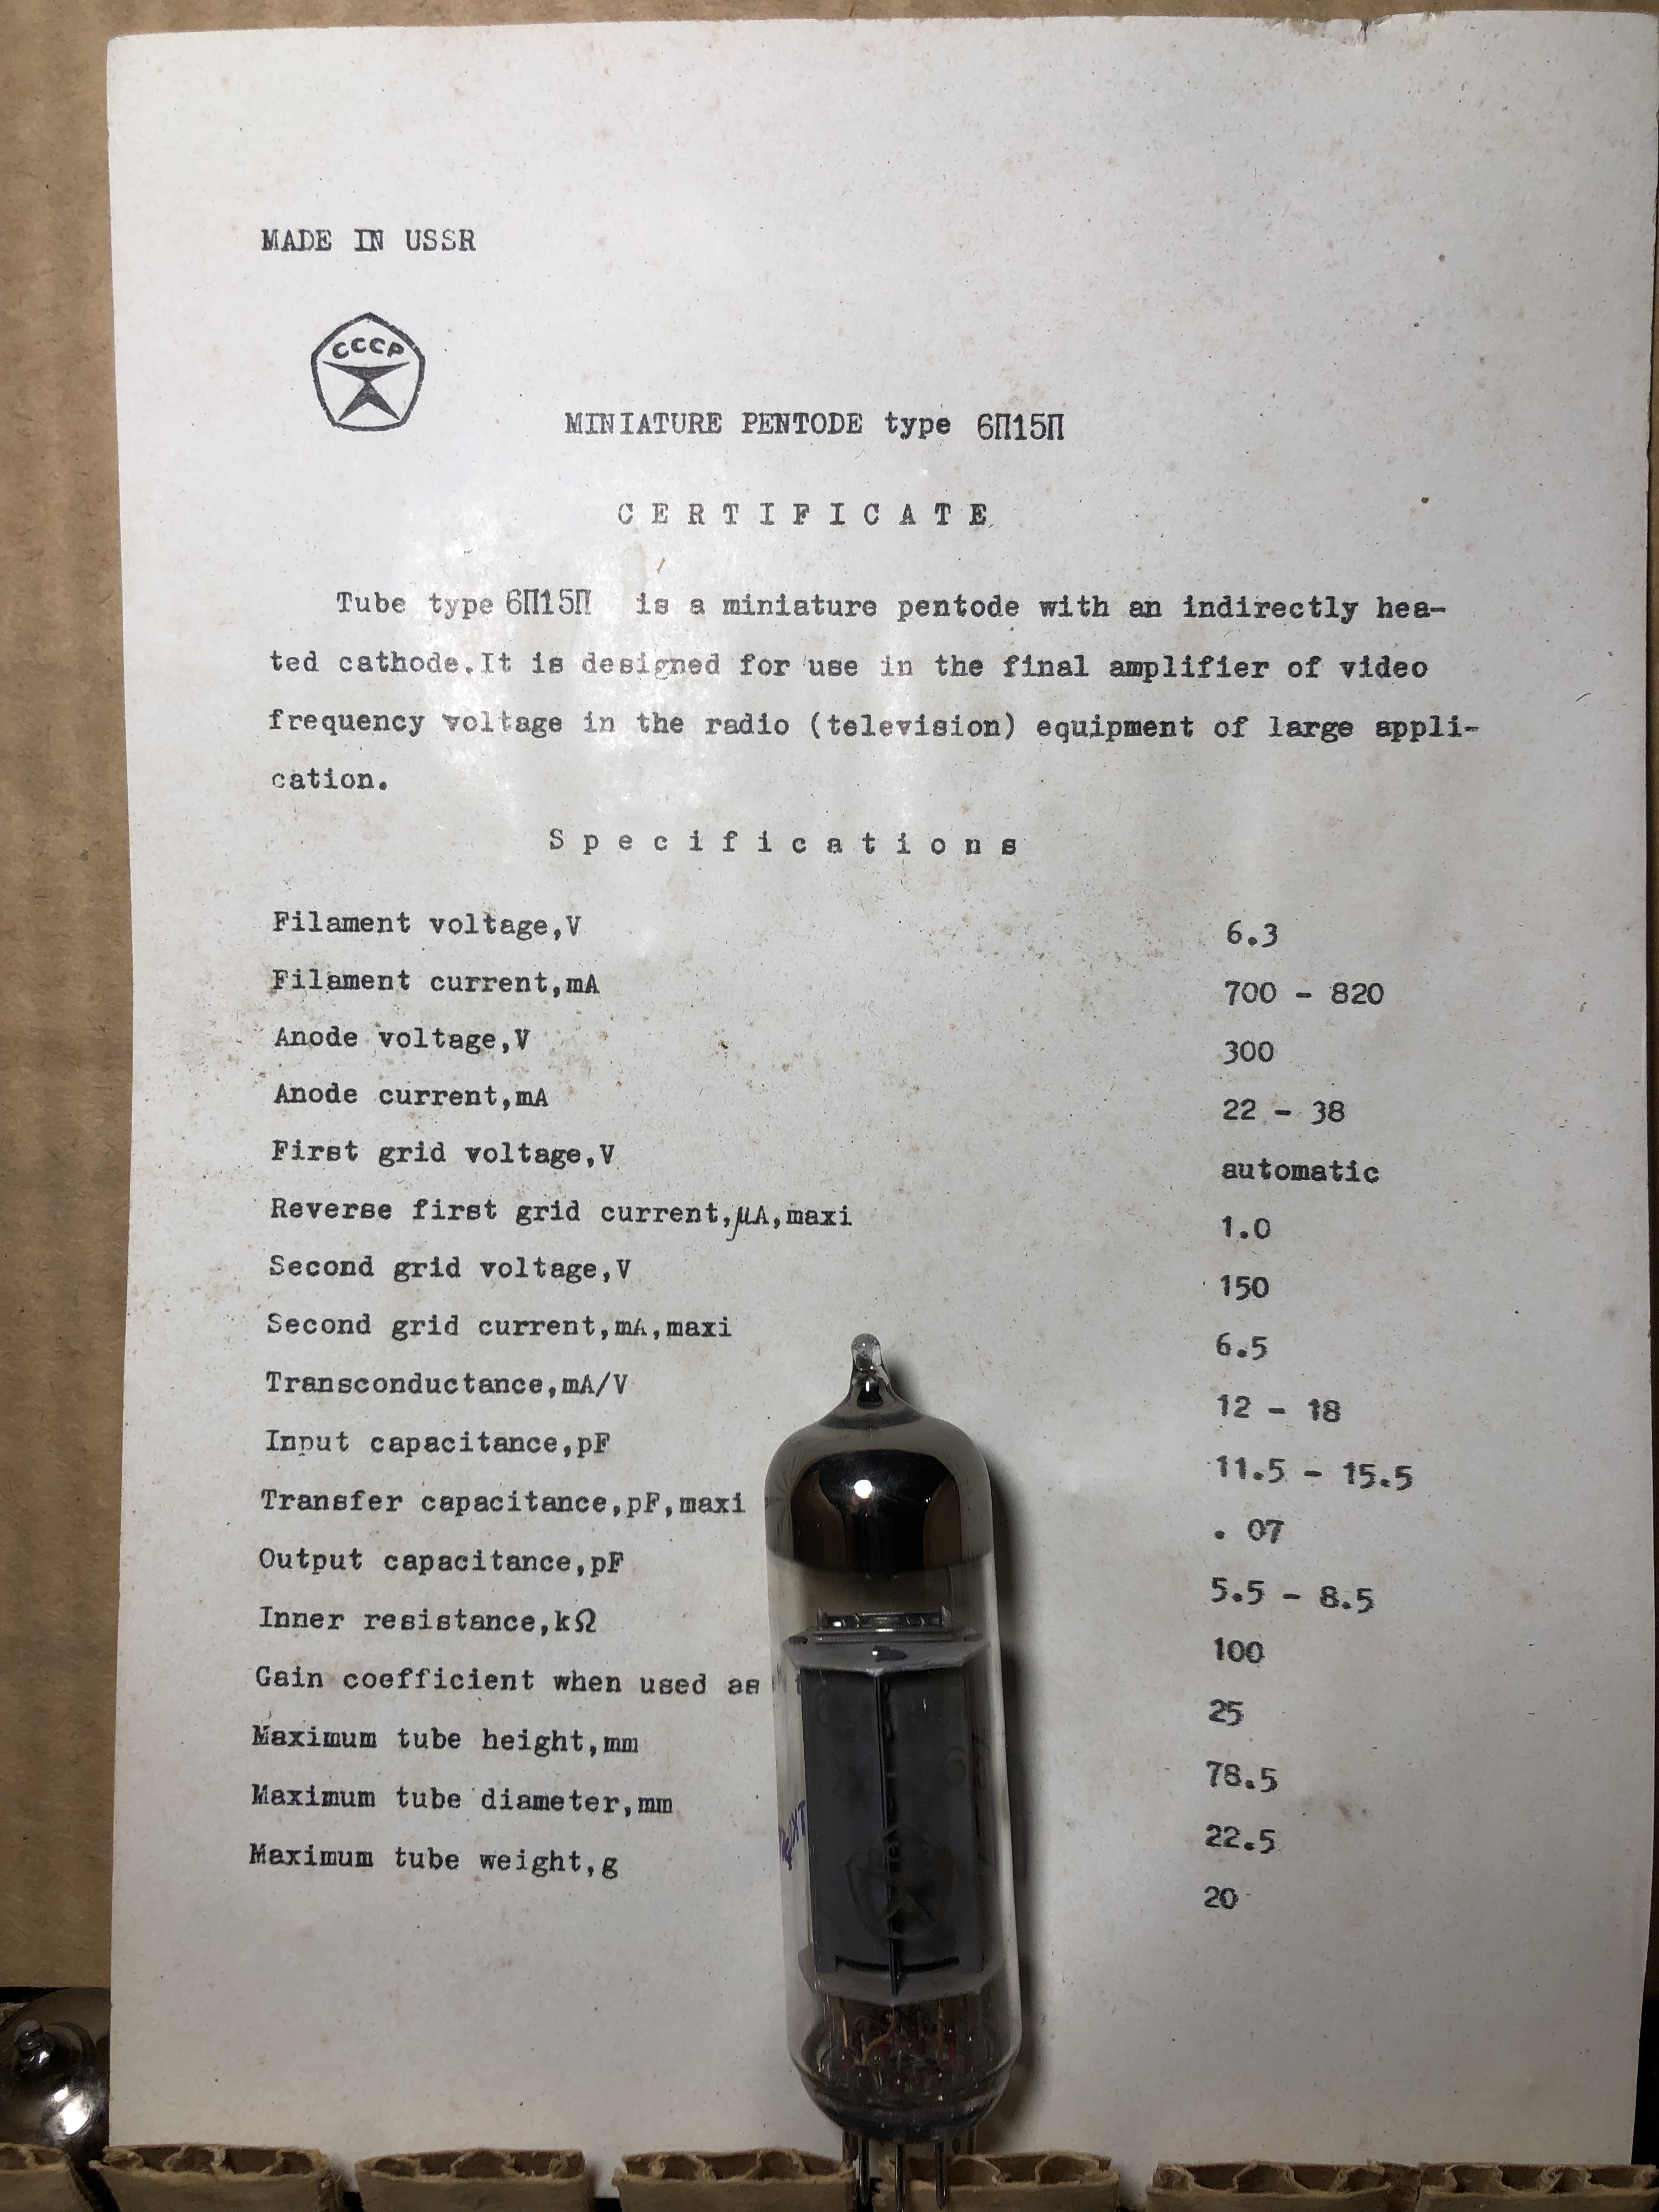 MADE IN USSR
СССР
MINIATURE PENTODE type 6П15П
CERTIFICATE
Tube type 6П15П is a miniature pentode with an indirectly hea-
ted cathode.It is designed for use in the final amplifier of video
frequency voltage in the radio (television) equipment of large appli-
cation.
Specifications
Filament voltage,V 6.3
Filament current,mA 700 - 820
Anode voltage,V 300
Anode current,mA 22 - 38
First grid voltage,V automatic
Reverse first grid current,μA,maxi 1.0
Second grid voltage,V 150
Second grid current,mA,maxi 6.5
Transconductance,mA/V 12 - 18
Input capacitance,pF 11.5 - 15.5
Transfer capacitance,pF,maxi . 07
Output capacitance,pF 5.5 - 8.5
Inner resistance,kΩ 100
Gain coefficient when used as 25
Maximum tube height,mm 78.5
Maximum tube diameter,mm 22.5
Maximum tube weight,g 20